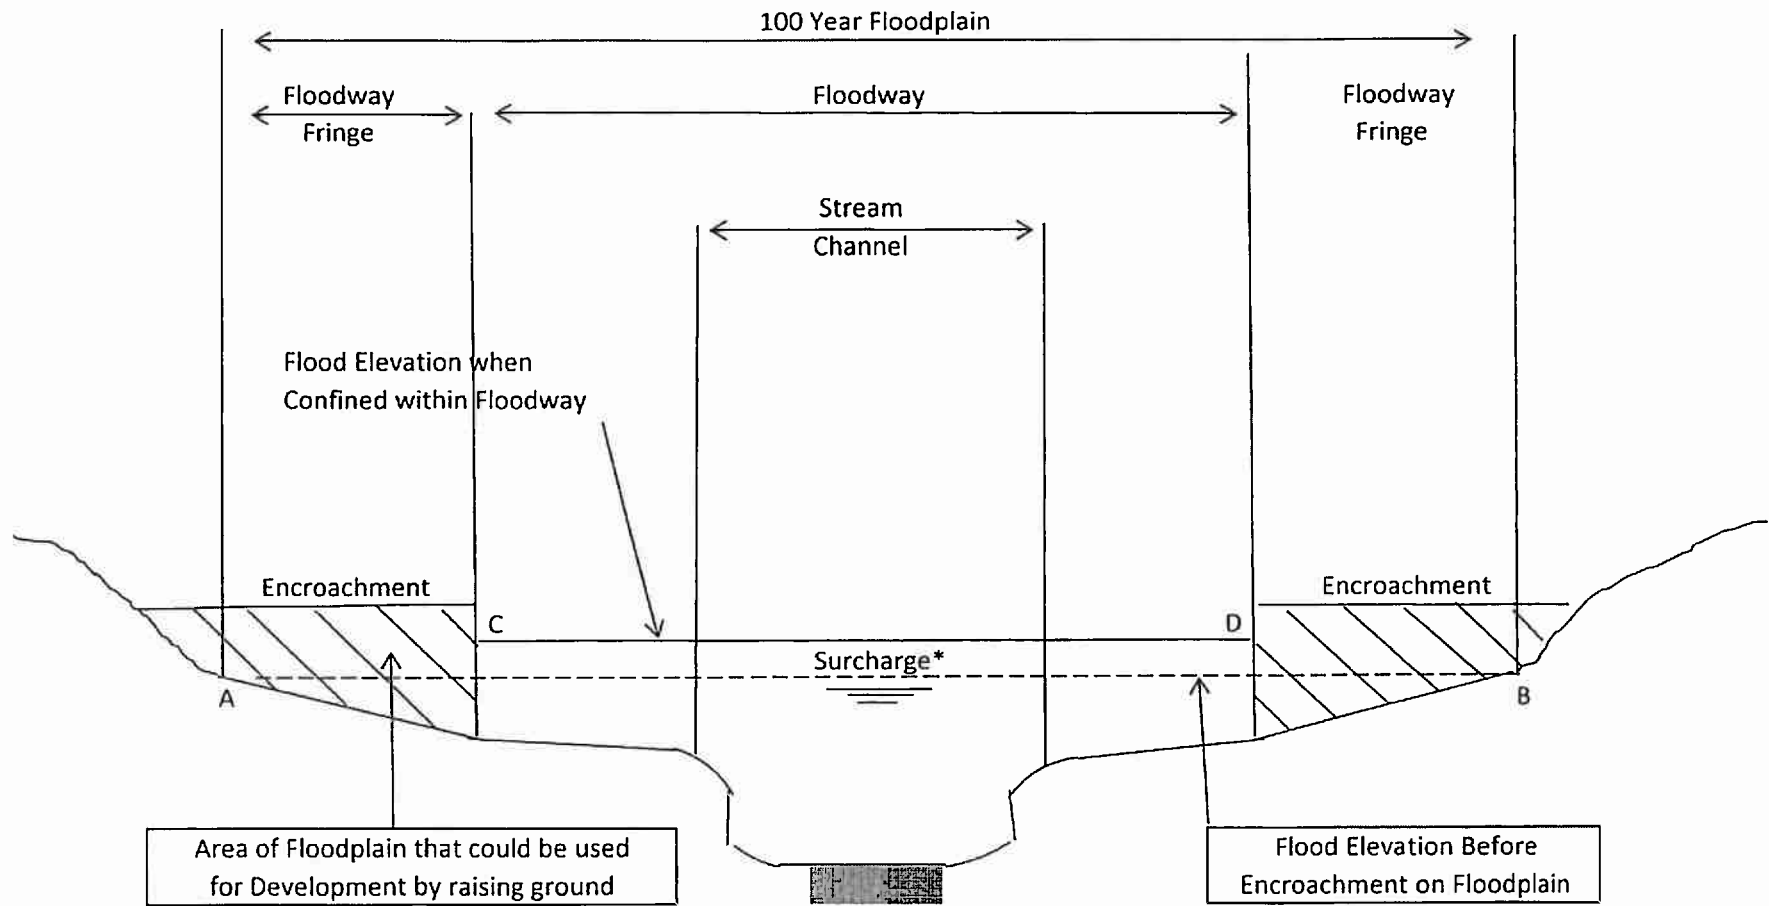 100 Year Floodplain
Floodway
Fringe
Floodway
Floodway
Fringe
Stream
Channel
Flood Elevation when
Confined within Floodway
Encroachment
Encroachment
C
D
Surcharge*
A
B
Area of Floodplain that could be used
for Development by raising ground
Flood Elevation Before
Encroachment on Floodplain